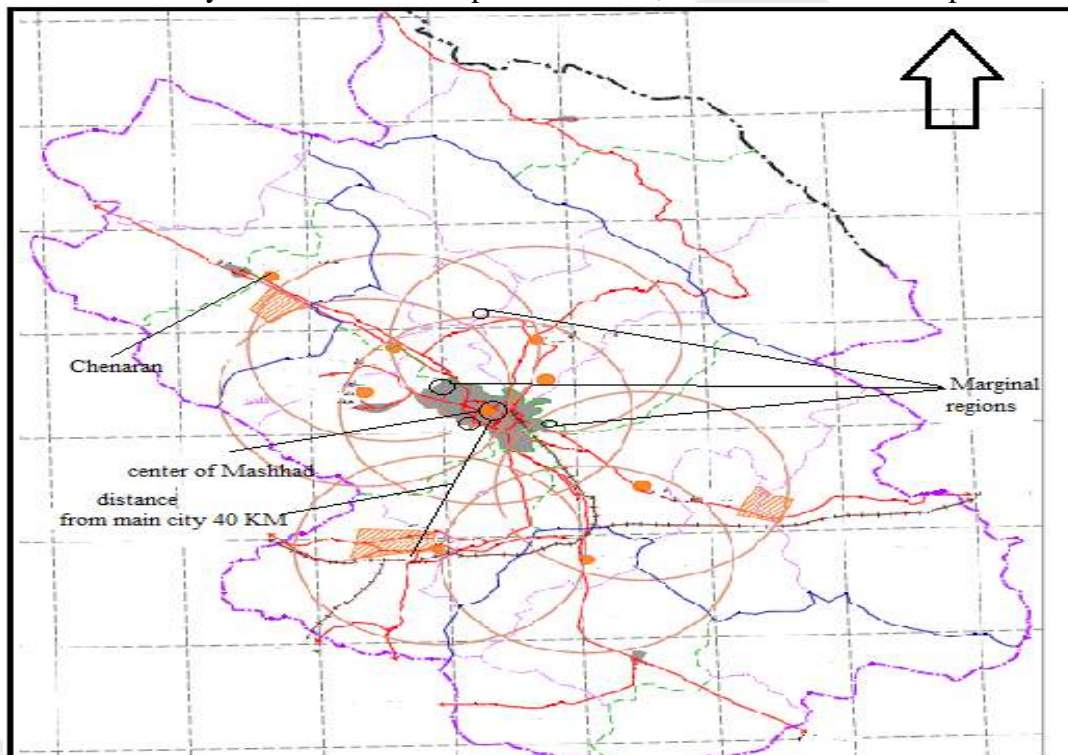 Chenaran
Marginal
regions
center of Mashhad
distance
from main city 40 KM